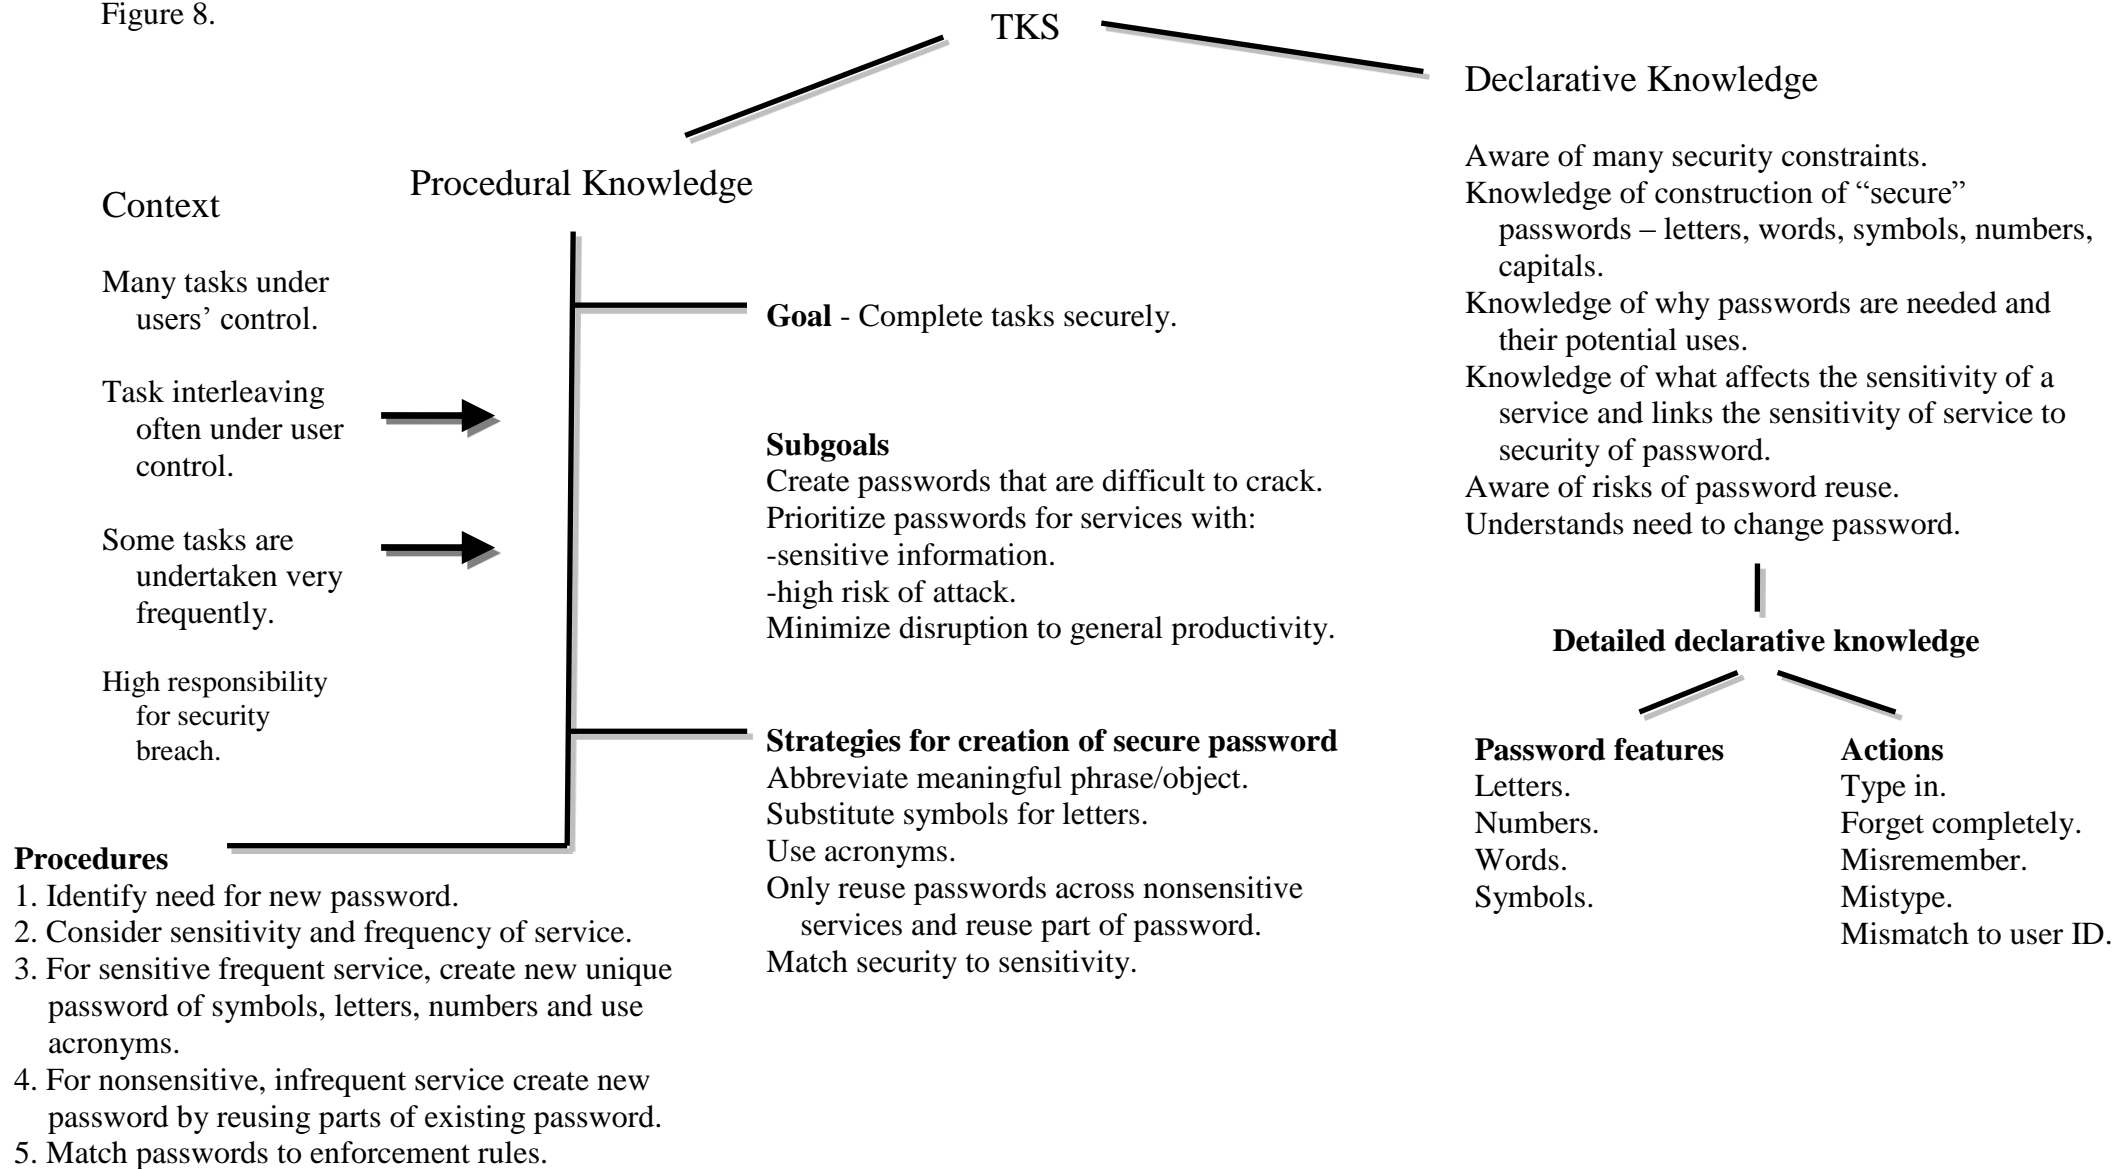 Figure 8.
TKS
Declarative Knowledge
Aware of many security constraints.
Knowledge of construction of “secure”
passwords – letters, words, symbols, numbers,
capitals.
Knowledge of why passwords are needed and
their potential uses.
Knowledge of what affects the sensitivity of a
service and links the sensitivity of service to
security of password.
Aware of risks of password reuse.
Understands need to change password.
Detailed declarative knowledge
Password features
Letters.
Numbers.
Words.
Symbols.
Actions
Type in.
Forget completely.
Misremember.
Mistype.
Mismatch to user ID.
Procedural Knowledge
Context
Many tasks under
users’ control.
Task interleaving
often under user
control.
Some tasks are
undertaken very
frequently.
High responsibility
for security
breach.
Goal - Complete tasks securely.
Subgoals
Create passwords that are difficult to crack.
Prioritize passwords for services with:
-sensitive information.
-high risk of attack.
Minimize disruption to general productivity.
Strategies for creation of secure password
Abbreviate meaningful phrase/object.
Substitute symbols for letters.
Use acronyms.
Only reuse passwords across nonsensitive
services and reuse part of password.
Match security to sensitivity.
Procedures
1. Identify need for new password.
2. Consider sensitivity and frequency of service.
3. For sensitive frequent service, create new unique
password of symbols, letters, numbers and use
acronyms.
4. For nonsensitive, infrequent service create new
password by reusing parts of existing password.
5. Match passwords to enforcement rules.